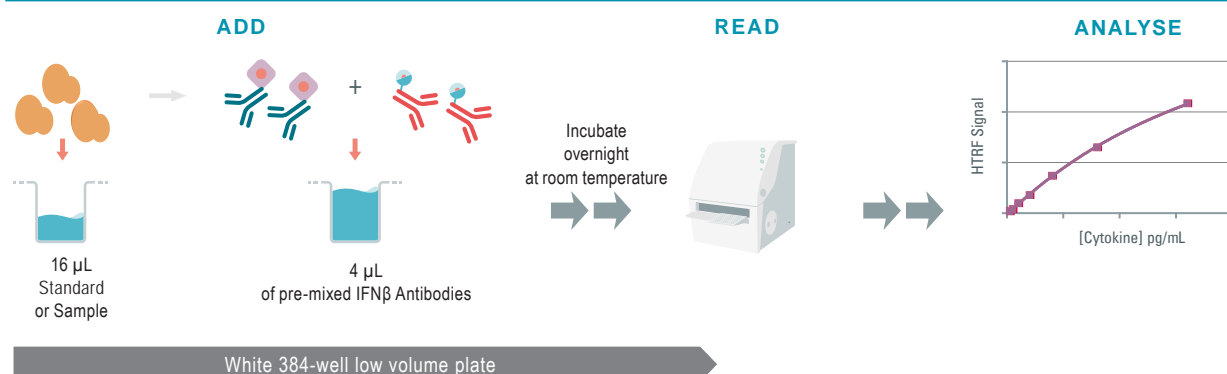 ADD
READ
ANALYSE
+
Incubate
overnight
at room temperature
HTRF Signal
[Cytokine] pg/mL
16 µL
Standard
or Sample
4 µL
of pre-mixed IFNβ Antibodies
White 384-well low volume plate